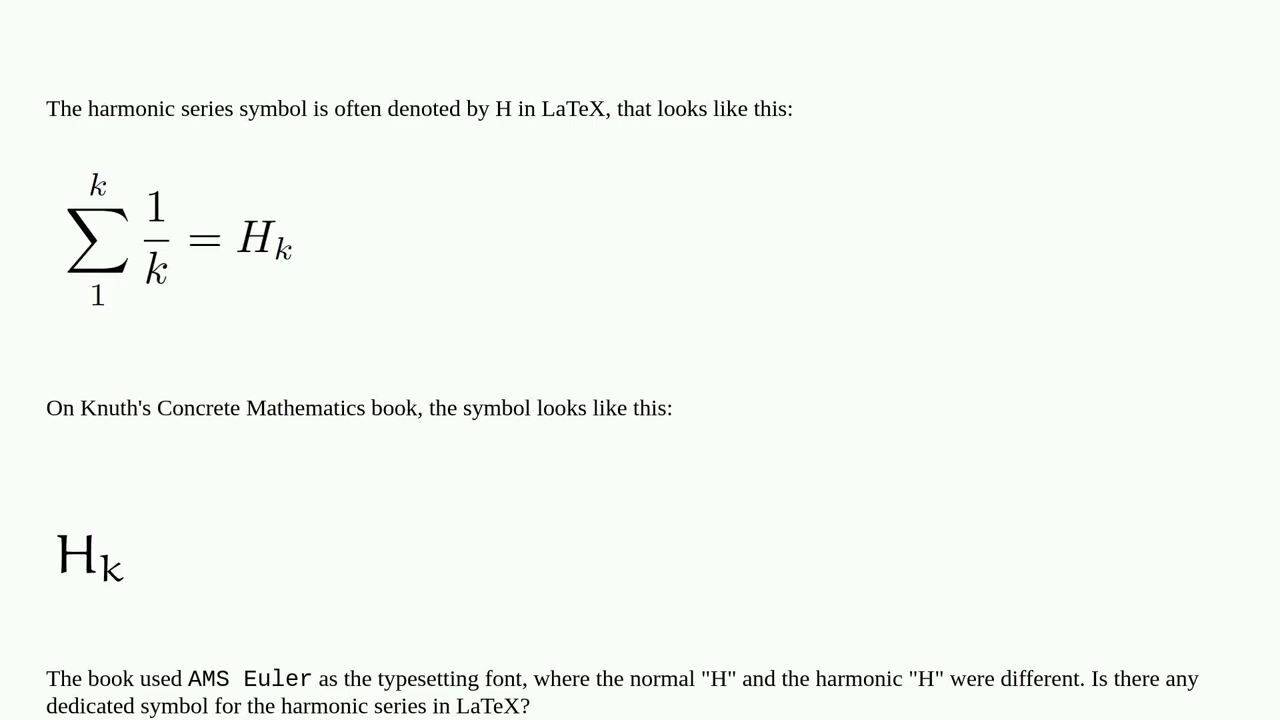 The harmonic series symbol is often denoted by H in LaTeX, that looks like this:
k
∑ 1/k = H_k
1
On Knuth's Concrete Mathematics book, the symbol looks like this:
H_k
The book used AMS Euler as the typesetting font, where the normal "H" and the harmonic "H" were different. Is there any
dedicated symbol for the harmonic series in LaTeX?